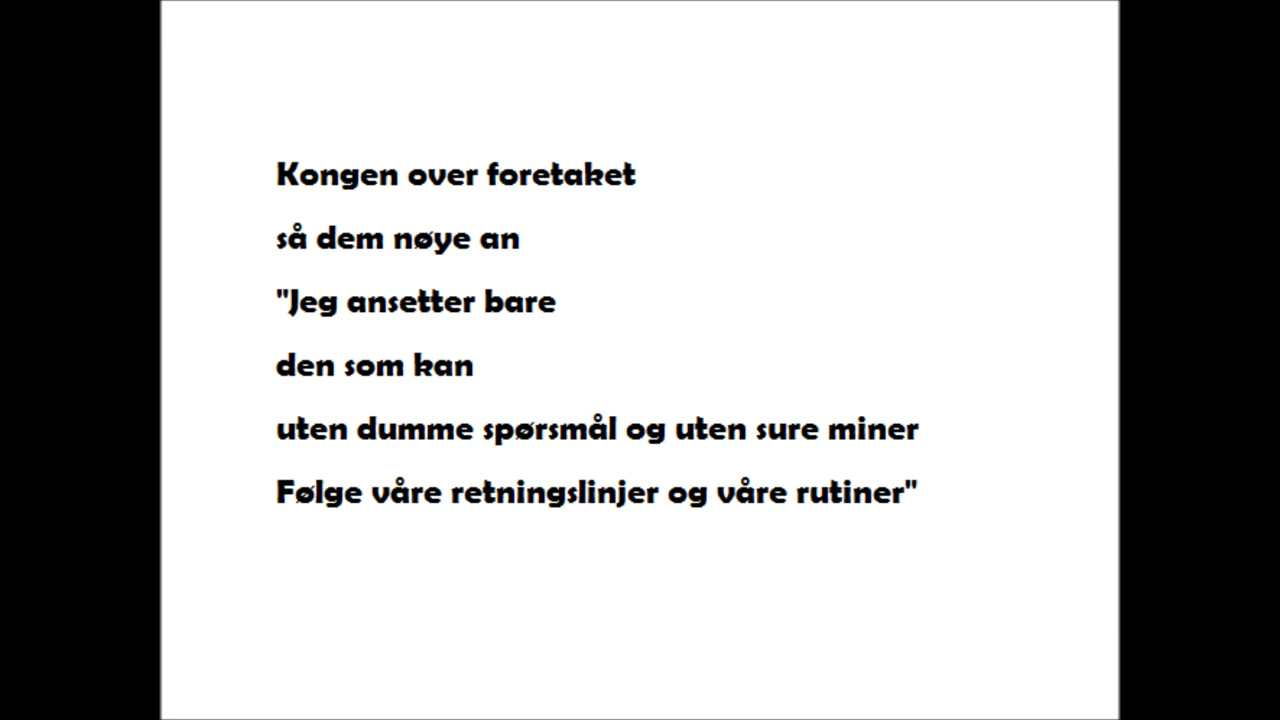 Kongen over foretaket
så dem nøye an
"Jeg ansetter bare
den som kan
uten dumme spørsmål og uten sure miner
Følge våre retningslinjer og våre rutiner"